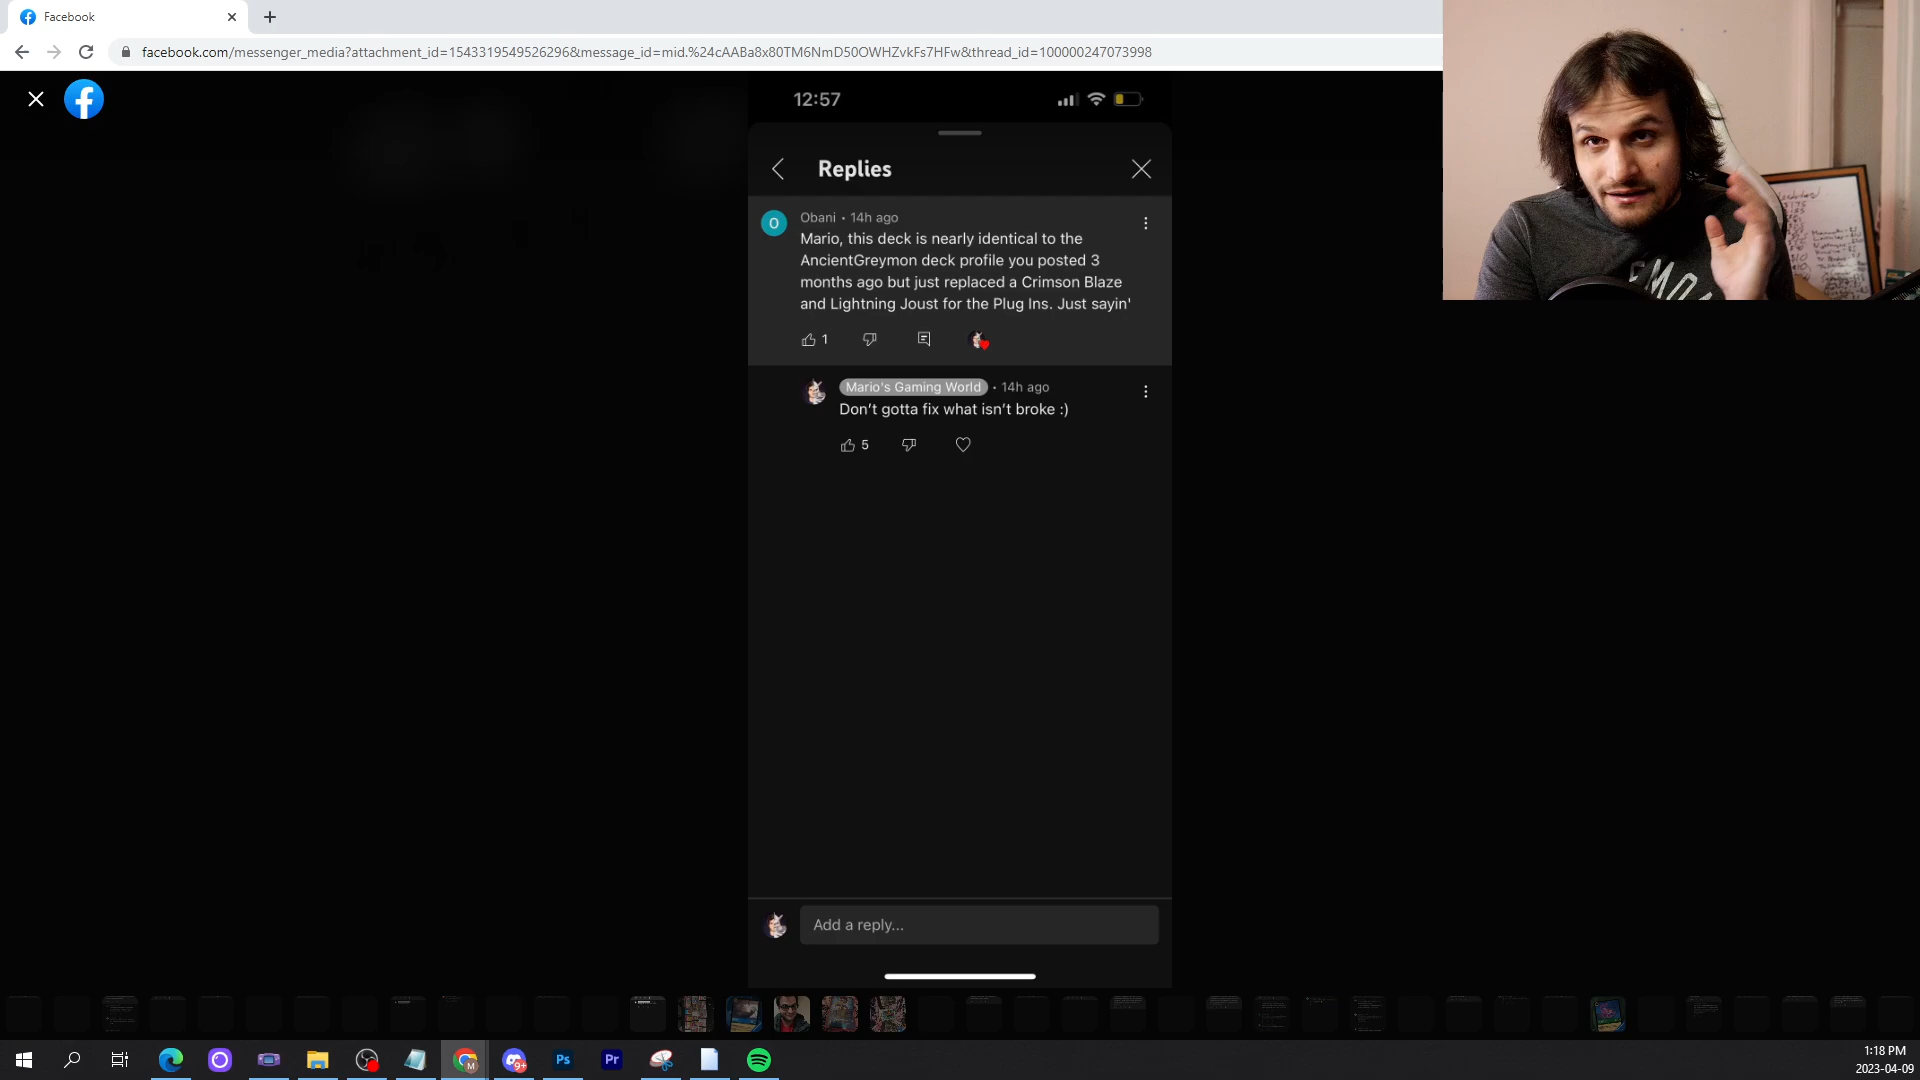 Facebook
facebook.com/messenger_media?attachment_id=1543319549526296&message_id=mid.%24cAABa8x80TM6NmD50OWHZvkFs7HFw&thread_id=100000247073998
12:57
Replies
O
Obani • 14h ago
Mario, this deck is nearly identical to the
AncientGreymon deck profile you posted 3
months ago but just replaced a Crimson Blaze
and Lightning Joust for the Plug Ins. Just sayin'
1
Mario's Gaming World • 14h ago
Don't gotta fix what isn't broke :)
5
Add a reply...
M
9+
Ps
Pr
1:18 PM
2023-04-09